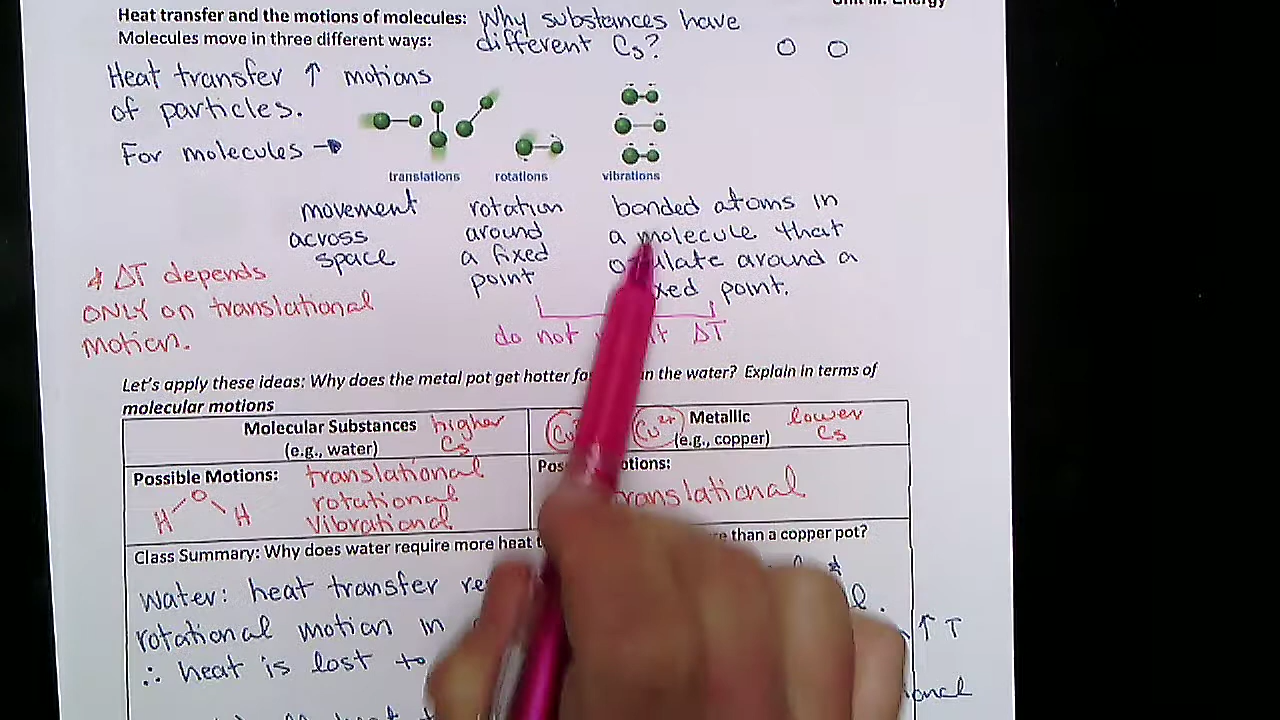 Unit III: Energy
Heat transfer and the motions of molecules: Why substances have
Molecules move in three different ways: different Cs?
Heat transfer ↑ motions
of particles.
For molecules →
translations rotations vibrations
movement
across
space
rotation
around
a fixed
point
bonded atoms in
a molecule that
around a
point.
* ΔT depends
ONLY on translational
motion.
do not ΔT
Let's apply these ideas: Why does the metal pot get hotter the water? Explain in terms of
molecular motions
Molecular Substances higher
(e.g., water) Cs
Cu²⁺ Metallic lower
(e.g., copper) Cs
Possible Motions: translational
rotational
vibrational
O
H H
translational
Class Summary: Why does water require more heat than a copper pot?
Water: heat transfer
rotational motion in
∴ heat is lost to
↑ T